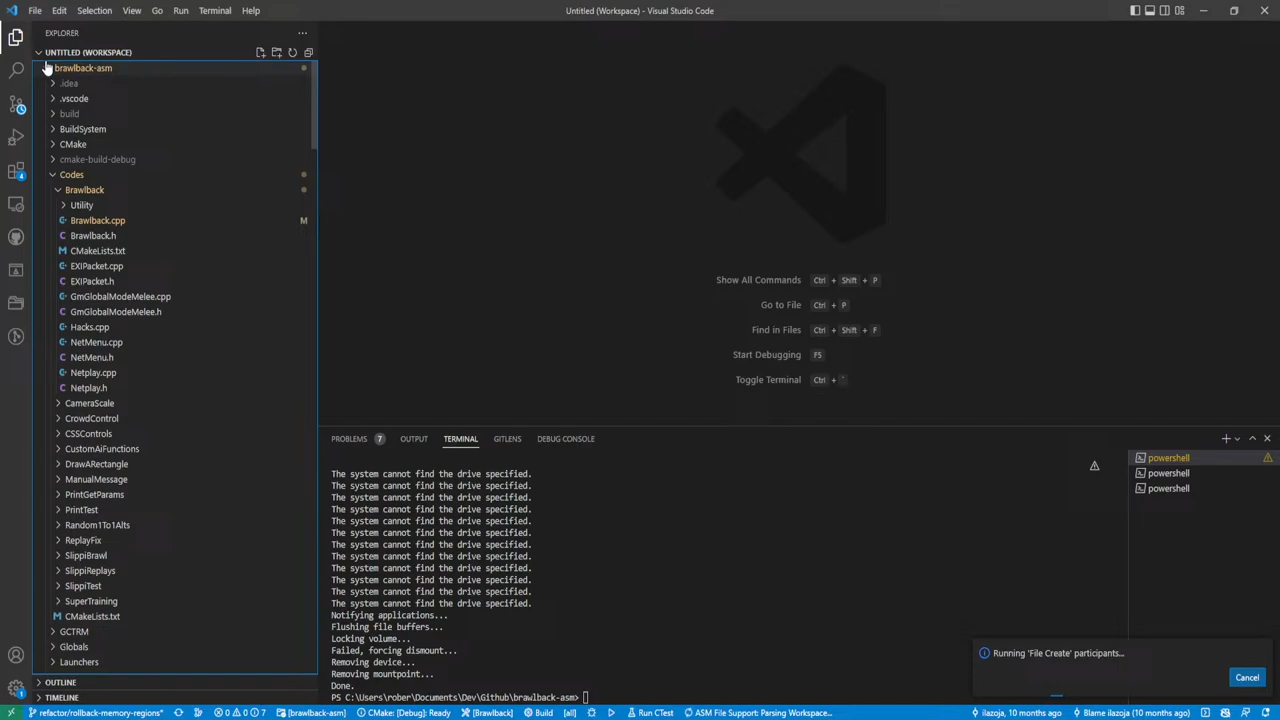 File Edit Selection View Go Run Terminal Help
Untitled (Workspace) - Visual Studio Code
EXPLORER
UNTITLED (WORKSPACE)
brawlback-asm
.idea
.vscode
build
BuildSystem
CMake
cmake-build-debug
Codes
Brawlback
Utility
Brawlback.cpp M
Brawlback.h
CMakeLists.txt
EXIPacket.cpp
EXIPacket.h
GmGlobalModeMelee.cpp
GmGlobalModeMelee.h
Hacks.cpp
NetMenu.cpp
NetMenu.h
Netplay.cpp
Netplay.h
CameraScale
CrowdControl
CSSControls
CustomAiFunctions
DrawARectangle
ManualMessage
PrintGetParams
PrintTest
Random1To1Alts
ReplayFix
SlippiBrawl
SlippiReplays
SlippiTest
SuperTraining
CMakeLists.txt
GCTRM
Globals
Launchers
OUTLINE
TIMELINE
4
1
Show All Commands Ctrl + Shift + P
Go to File Ctrl + P
Find in Files Ctrl + Shift + F
Start Debugging F5
Toggle Terminal Ctrl + `
PROBLEMS 7 OUTPUT TERMINAL GITLENS DEBUG CONSOLE
The system cannot find the drive specified.
The system cannot find the drive specified.
The system cannot find the drive specified.
The system cannot find the drive specified.
The system cannot find the drive specified.
The system cannot find the drive specified.
The system cannot find the drive specified.
The system cannot find the drive specified.
The system cannot find the drive specified.
The system cannot find the drive specified.
The system cannot find the drive specified.
The system cannot find the drive specified.
Notifying applications...
Flushing file buffers...
Locking volume...
Failed, forcing dismount...
Removing device...
Removing mountpoint...
Done.
PS C:\Users\rober\Documents\Dev\Github\brawlback-asm>
powershell
powershell
powershell
Running 'File Create' participants...
Cancel
refactor/rollback-memory-regions* 0 0 7 [brawlback-asm] CMake: [Debug]: Ready [Brawlback] Build [all] Run CTest ASM File Support: Parsing Workspace... ilazoja, 10 months ago Blame ilazoja, 10 months ago